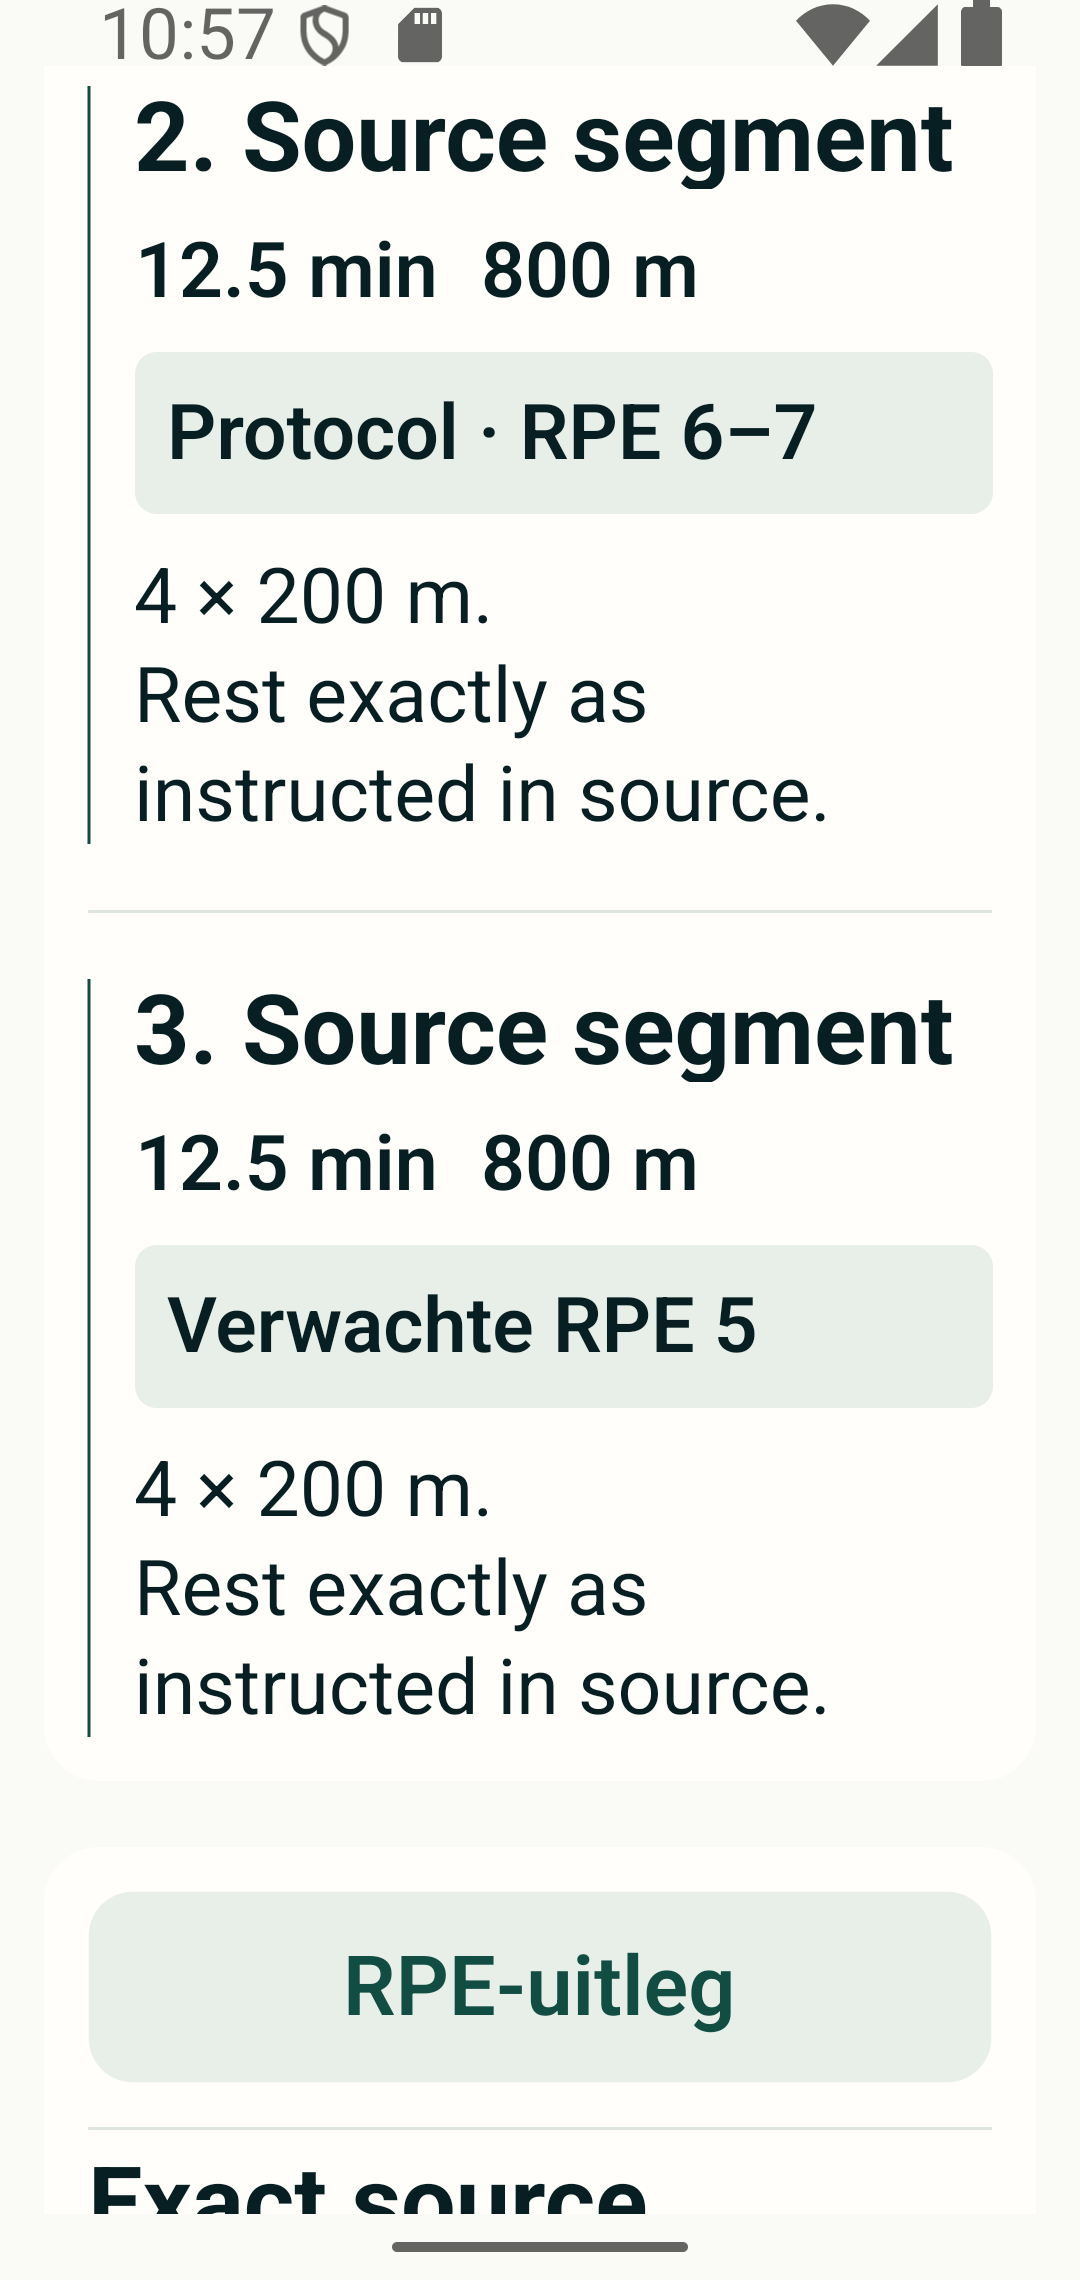 10:57
2. Source segment
12.5 min 800 m
Protocol · RPE 6–7
4 × 200 m.
Rest exactly as
instructed in source.
3. Source segment
12.5 min 800 m
Verwachte RPE 5
4 × 200 m.
Rest exactly as
instructed in source.
RPE-uitleg
Exact source